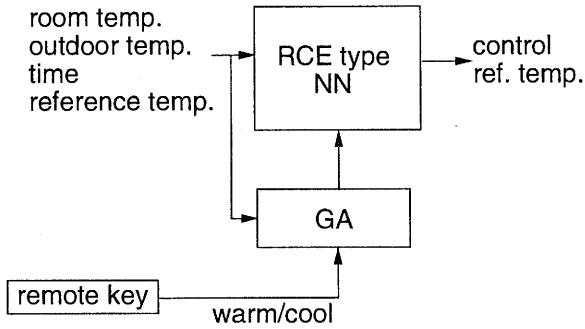 room temp.
outdoor temp.
time
reference temp.
RCE type
NN
control
ref. temp.
GA
remote key
warm/cool